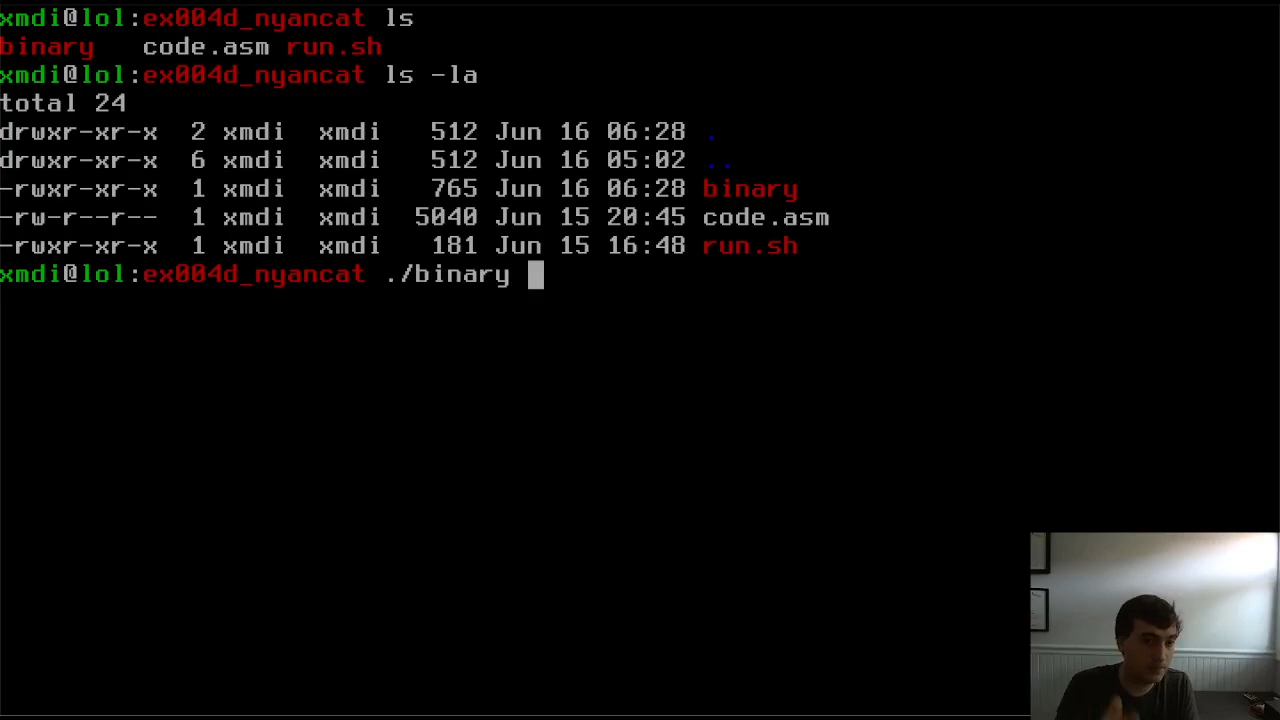 xmdi@lol:ex004d_nyancat ls
binary   code.asm run.sh
xmdi@lol:ex004d_nyancat ls -la
total 24
drwxr-xr-x  2 xmdi  xmdi   512 Jun 16 06:28 .
drwxr-xr-x  6 xmdi  xmdi   512 Jun 16 05:02 ..
-rwxr-xr-x  1 xmdi  xmdi   765 Jun 16 06:28 binary
-rw-r--r--  1 xmdi  xmdi  5040 Jun 15 20:45 code.asm
-rwxr-xr-x  1 xmdi  xmdi   181 Jun 15 16:48 run.sh
xmdi@lol:ex004d_nyancat ./binary